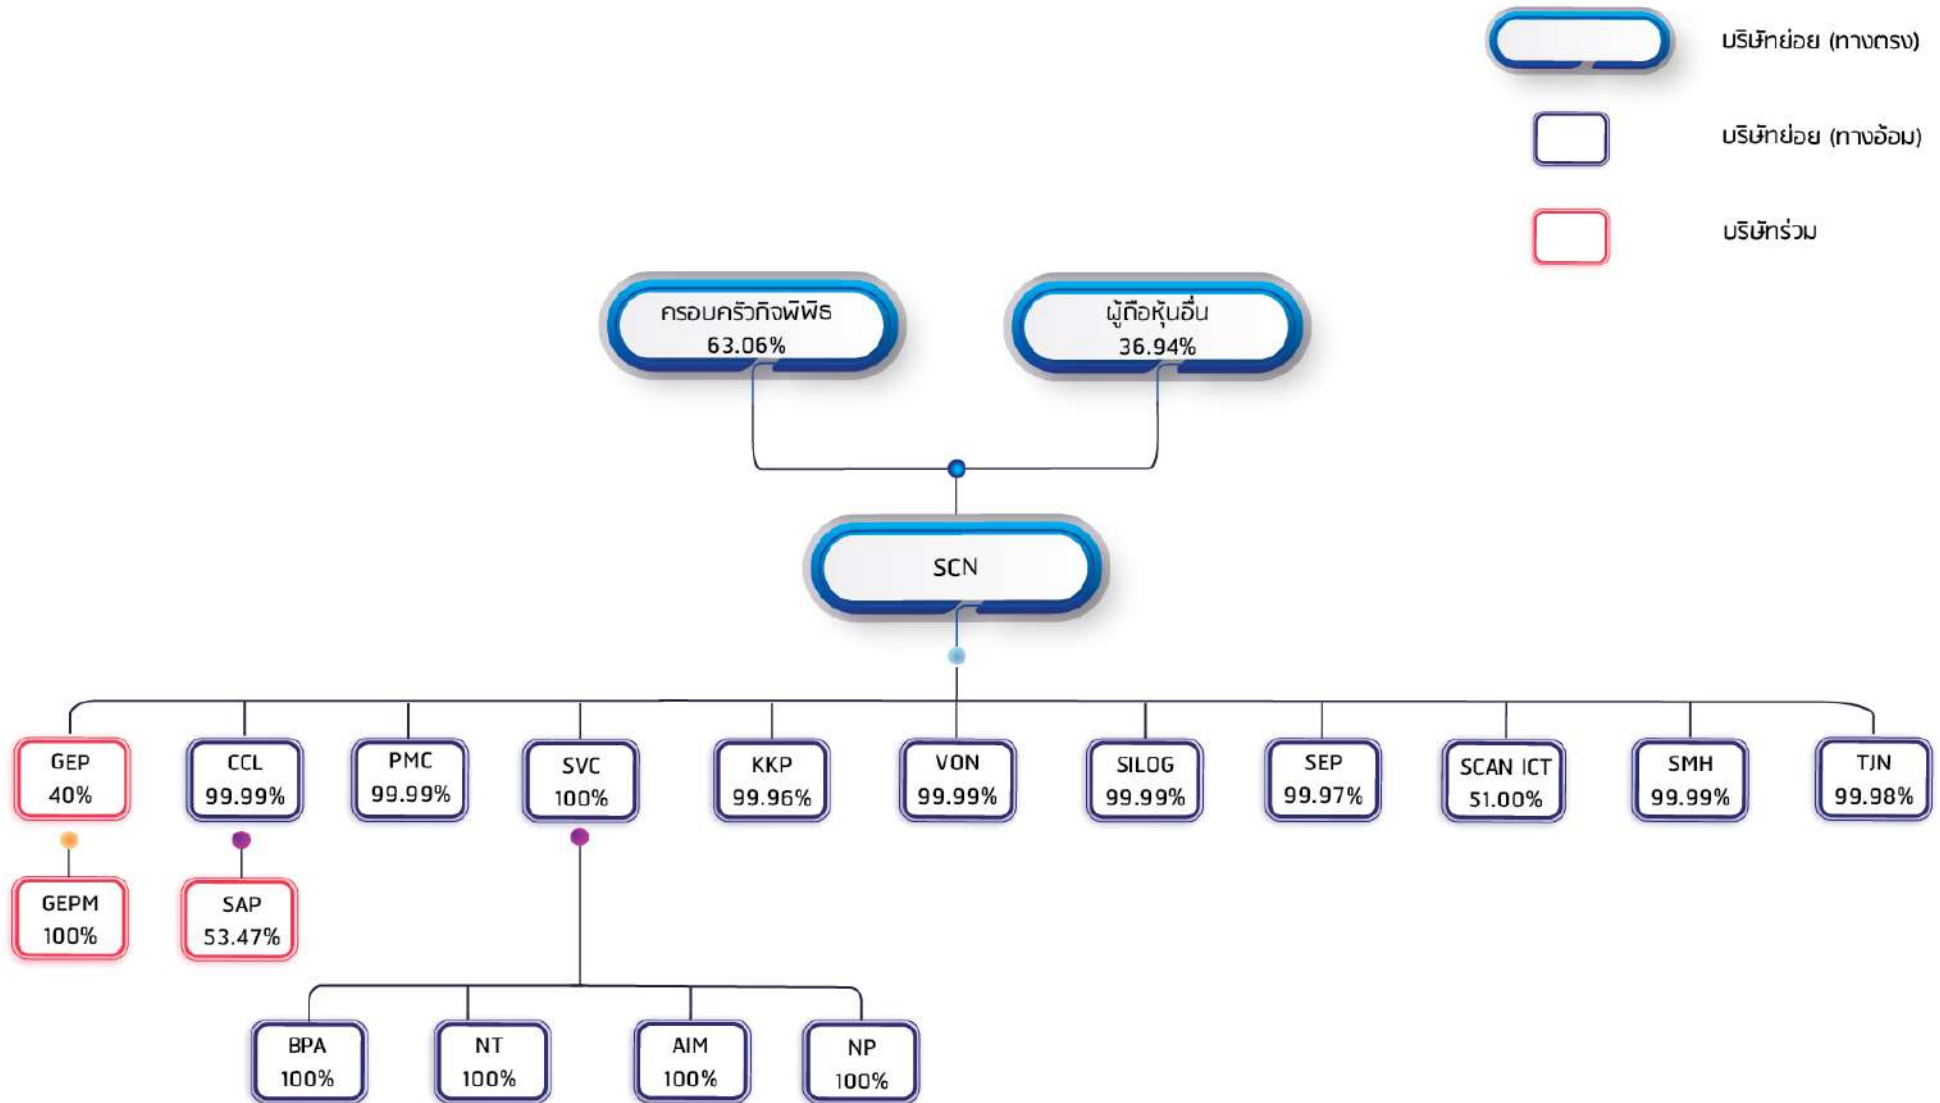 บริษัทย่อย (ทางตรง)
บริษัทย่อย (ทางอ้อม)
บริษัทร่วม
ครอบครัวกิจพิพิธ
63.06%
ผู้ถือหุ้นอื่น
36.94%
SCN
GEP
40%
CCL
99.99%
PMC
99.99%
SVC
100%
KKP
99.96%
VON
99.99%
SILOG
99.99%
SEP
99.97%
SCAN ICT
51.00%
SMH
99.99%
TJN
99.98%
GEPM
100%
SAP
53.47%
BPA
100%
NT
100%
AIM
100%
NP
100%